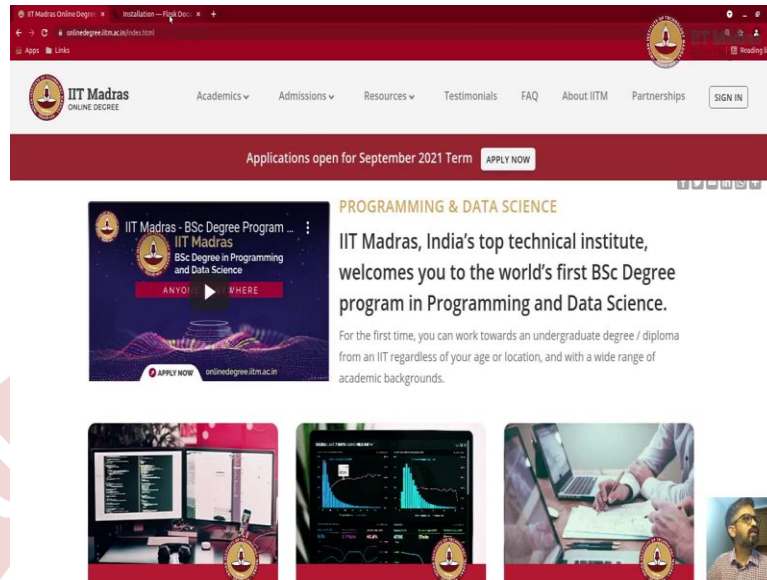 IIT Madras Online Degree
Installation — Flask Docu
onlinedegree.iitm.ac.in/index.html
Apps
Links
IIT Madras
Reading li
IIT Madras
ONLINE DEGREE
Academics
Admissions
Resources
Testimonials
FAQ
About IITM
Partnerships
SIGN IN
Applications open for September 2021 Term
APPLY NOW
IIT Madras - BSc Degree Program ...
IIT Madras
BSc Degree in Programming
and Data Science
APPLY NOW
onlinedegree.iitm.ac.in
PROGRAMMING & DATA SCIENCE
IIT Madras, India's top technical institute,
welcomes you to the world's first BSc Degree
program in Programming and Data Science.
For the first time, you can work towards an undergraduate degree / diploma
from an IIT regardless of your age or location, and with a wide range of
academic backgrounds.